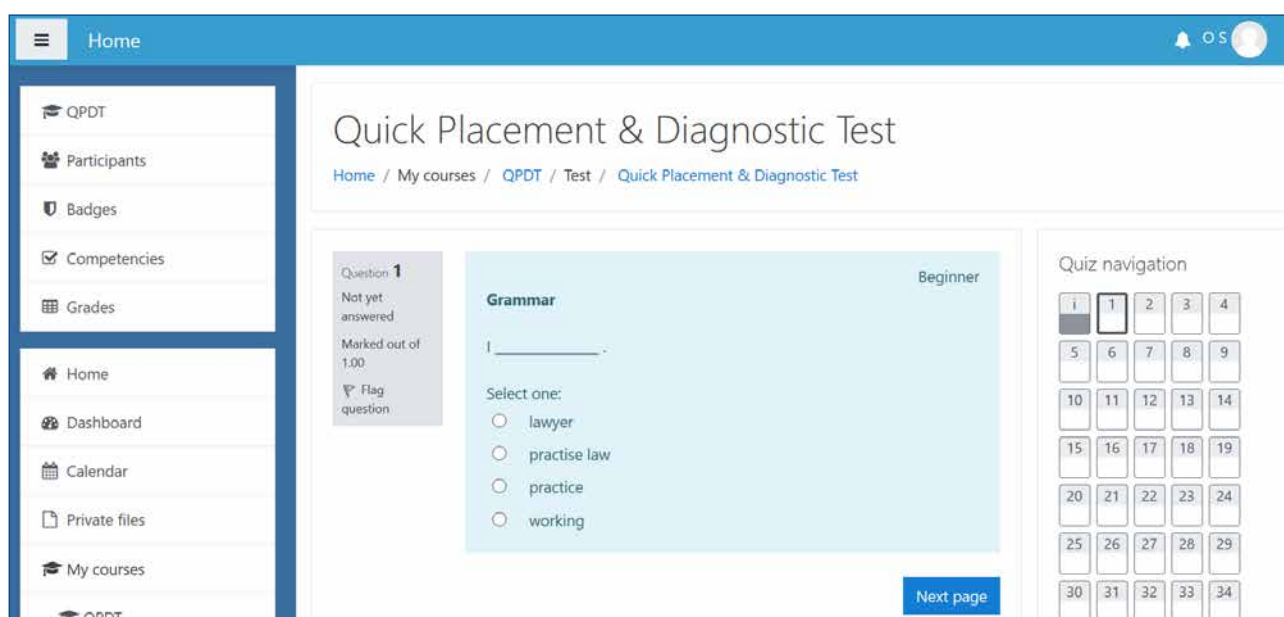 Home
O S
QPDT
Participants
Badges
Competencies
Grades
Home
Dashboard
Calendar
Private files
My courses
QPDT
Quick Placement & Diagnostic Test
Home / My courses / QPDT / Test / Quick Placement & Diagnostic Test
Question 1
Not yet
answered
Marked out of
1.00
Flag
question
Beginner
Grammar
I ____________ .
Select one:
lawyer
practise law
practice
working
Next page
Quiz navigation
i 1 2 3 4
5 6 7 8 9
10 11 12 13 14
15 16 17 18 19
20 21 22 23 24
25 26 27 28 29
30 31 32 33 34